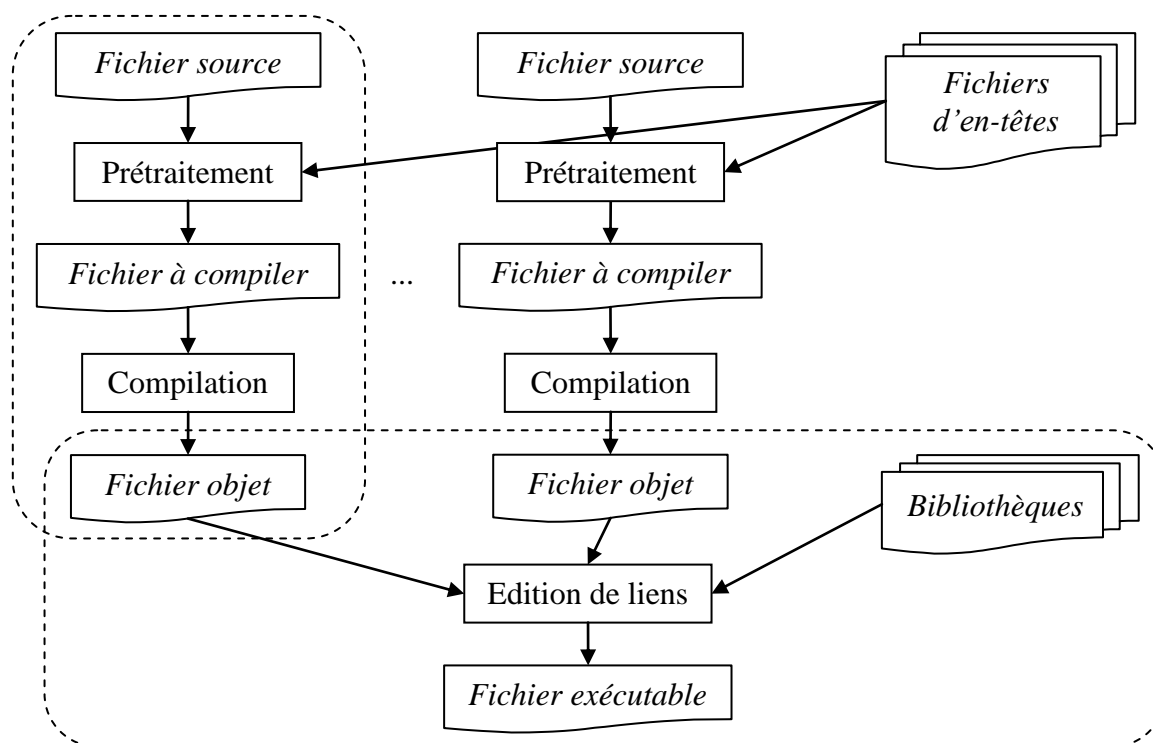 Fichier source
Fichier source
Fichiers
d’en-têtes
Prétraitement
Prétraitement
Fichier à compiler
...
Fichier à compiler
Compilation
Compilation
Fichier objet
Fichier objet
Bibliothèques
Edition de liens
Fichier exécutable